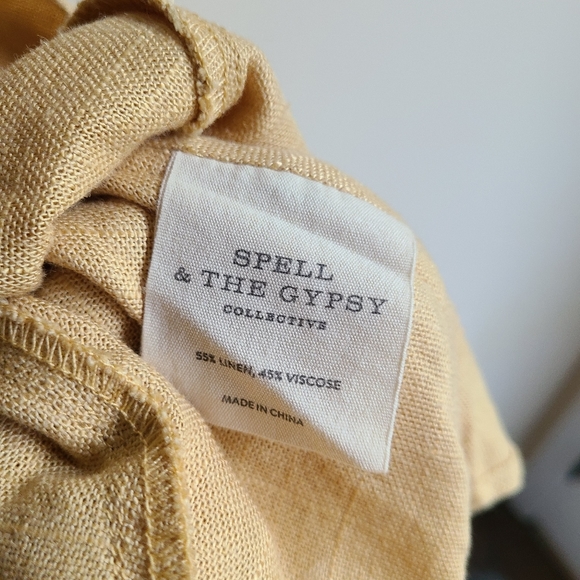 SPELL
& THE GYPSY
COLLECTIVE
55% LINEN, 45% VISCOSE
MADE IN CHINA